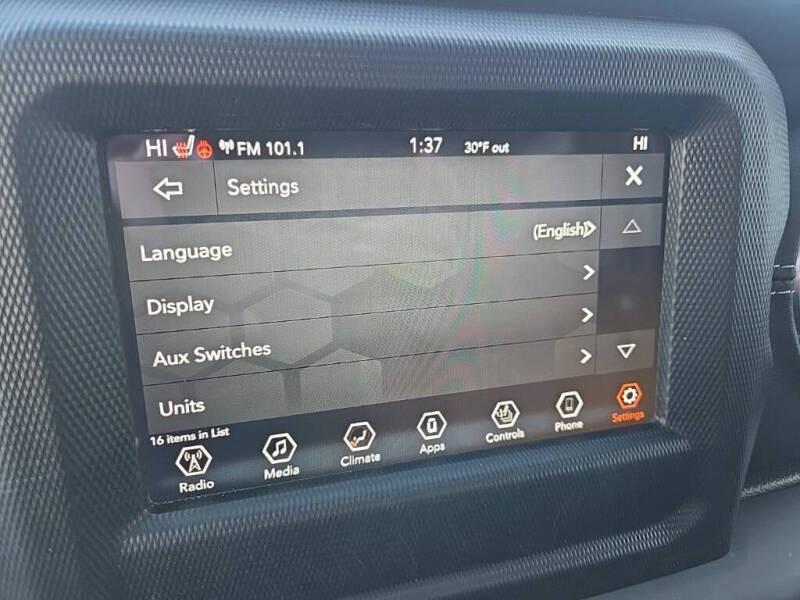 HI FM 101.1 1:37 30°F out HI
Settings X
Language (English)
Display
Aux Switches
Units
16 items in List
Radio Media Climate Apps Controls Phone Settings